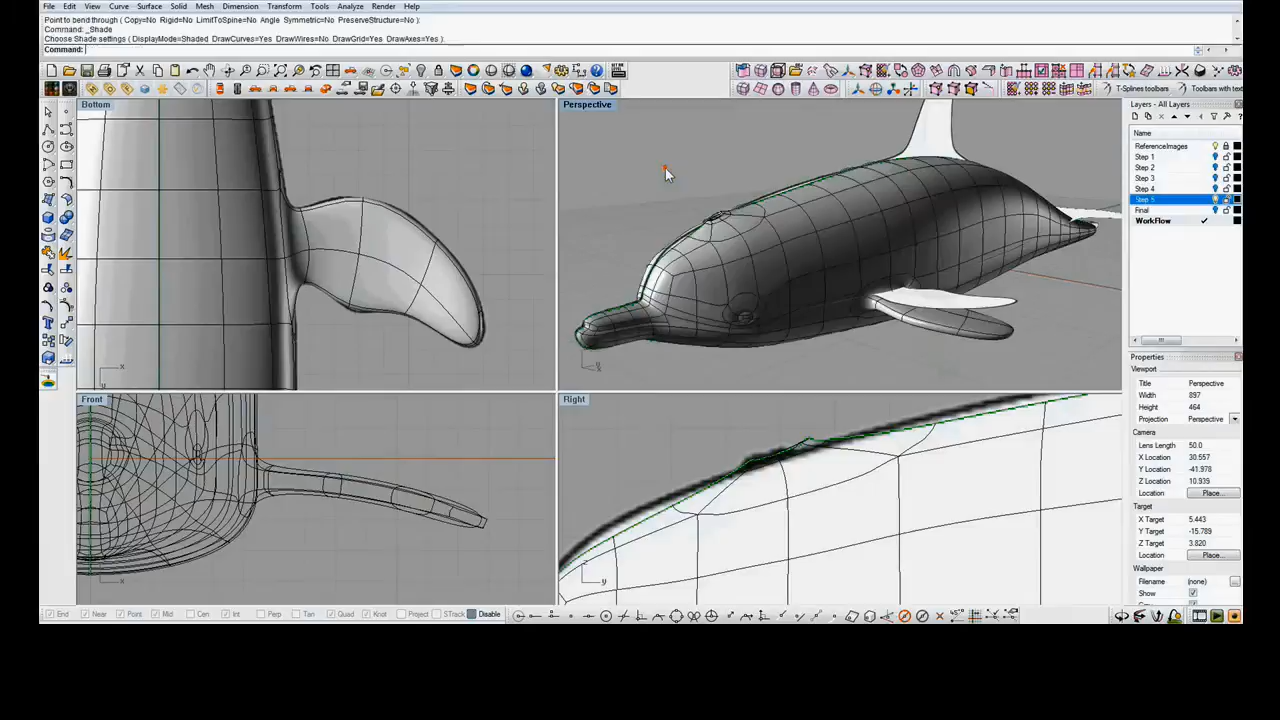 File Edit View Curve Surface Solid Mesh Dimension Transform Tools Analyze Render Help
Point to bend through ( Copy=No Rigid=No LimitToSpine=No Angle Symmetric=No PreserveStructure=No ):
Command: _Shade
Choose Shade settings ( DisplayMode=Shaded DrawCurves=Yes DrawWires=No DrawGrid=Yes DrawAxes=Yes ):
Command:
T-Splines toolbars
Toolbars with text
Bottom
x
y
Perspective
Front
x
Right
z
y
Layers - All Layers
Name
ReferenceImages
Step 1
Step 2
Step 3
Step 4
Step 5
Final
WorkFlow
Properties
Viewport
Title Perspective
Width 897
Height 464
Projection Perspective
Camera
Lens Length 50.0
X Location 30.557
Y Location -41.978
Z Location 10.939
Location Place...
Target
X Target 5.443
Y Target -15.789
Z Target 3.820
Location Place...
Wallpaper
Filename (none)
Show
End Near Point Mid Cen Int Perp Tan Quad Knot Project STrack Disable